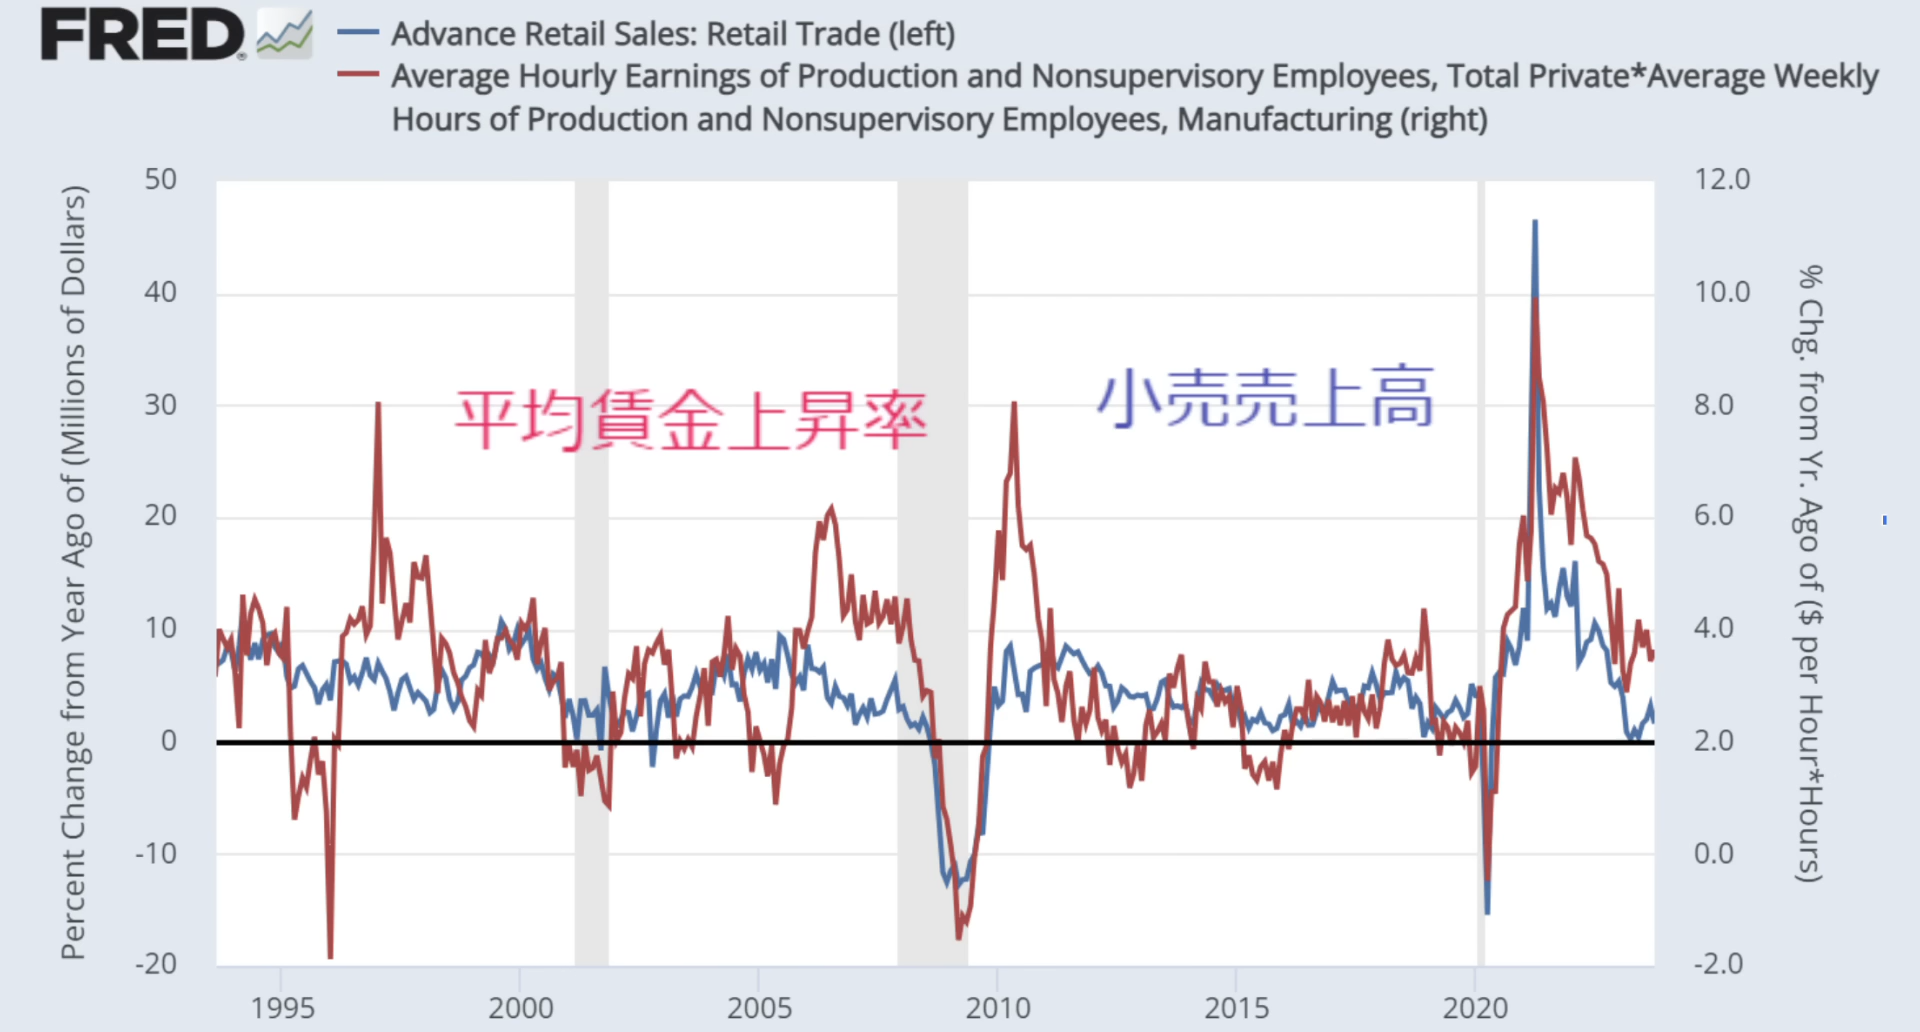 FRED
Advance Retail Sales: Retail Trade (left)
Average Hourly Earnings of Production and Nonsupervisory Employees, Total Private*Average Weekly
Hours of Production and Nonsupervisory Employees, Manufacturing (right)
Percent Change from Year Ago of (Millions of Dollars)
50
40
30
20
10
0
-10
-20
平均賃金上昇率
小売売上高
12.0
10.0
8.0
6.0
4.0
2.0
0.0
-2.0
% Chg. from Yr. Ago of ($ per Hour*Hours)
1995 2000 2005 2010 2015 2020